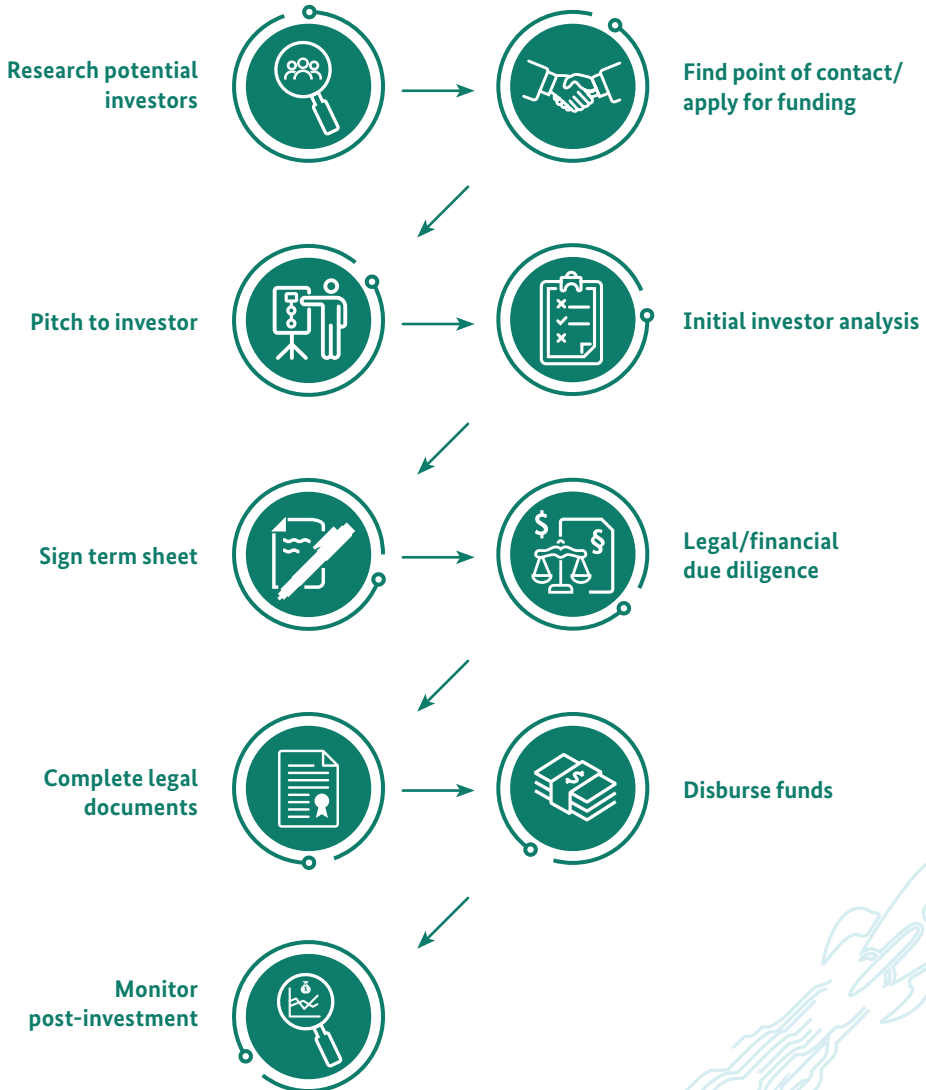 Research potential
investors
Find point of contact/
apply for funding
Pitch to investor
Initial investor analysis
Sign term sheet
$
§
Legal/financial
due diligence
Complete legal
documents
$
Disburse funds
Monitor
post-investment
$